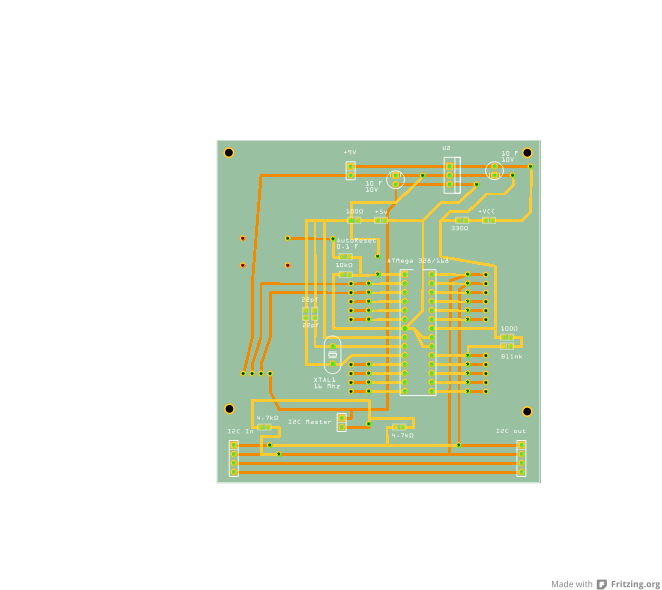 +9V
U2
10 F
10V
10 F
10V
100Ω
+5v
+VCC
330Ω
AutoReset
0.1 F
ATMega 328/168
10kΩ
22pF
22pF
100Ω
Blink
XTAL1
16 Mhz
4.7kΩ
I2C Master
I2C In
4.7kΩ
I2C out
Made with Fritzing.org